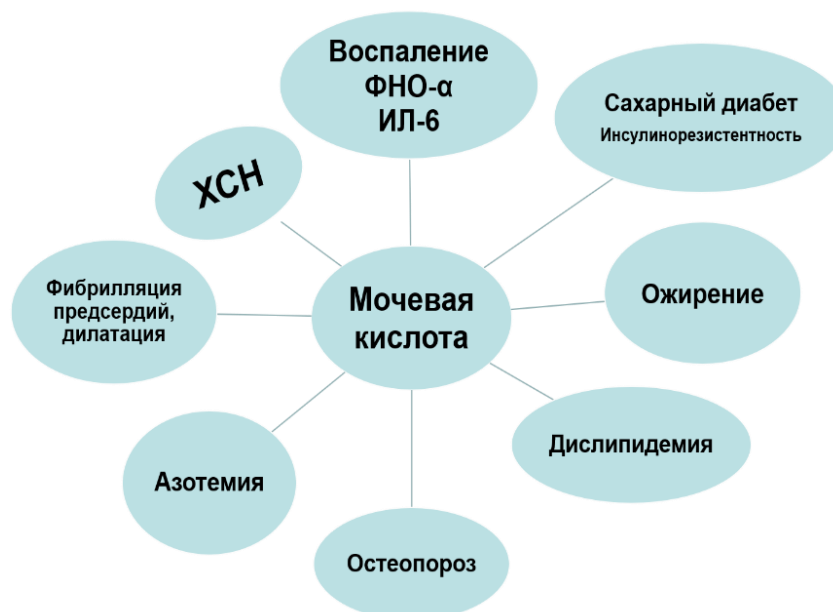 Воспаление
ФНО-α
ИЛ-6
Сахарный диабет
Инсулинорезистентность
ХСН
Фибрилляция
предсердий,
дилатация
Мочевая
кислота
Ожирение
Дислипидемия
Азотемия
Остеопороз